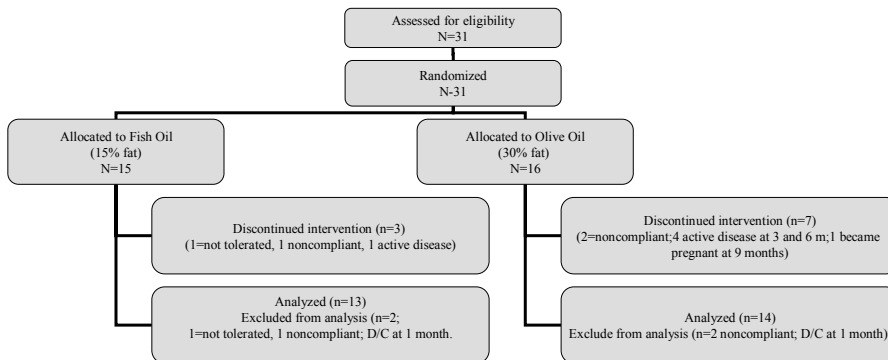 Assessed for eligibility
N=31
Randomized
N-31
Allocated to Fish Oil
(15% fat)
N=15
Allocated to Olive Oil
(30% fat)
N=16
Discontinued intervention (n=3)
(1=not tolerated, 1 noncompliant, 1 active disease)
Discontinued intervention (n=7)
(2=noncompliant;4 active disease at 3 and 6 m;1 became
pregnant at 9 months)
Analyzed (n=13)
Excluded from analysis (n=2;
1=not tolerated, 1 noncompliant; D/C at 1 month.
Analyzed (n=14)
Exclude from analysis (n=2 noncompliant; D/C at 1 month)